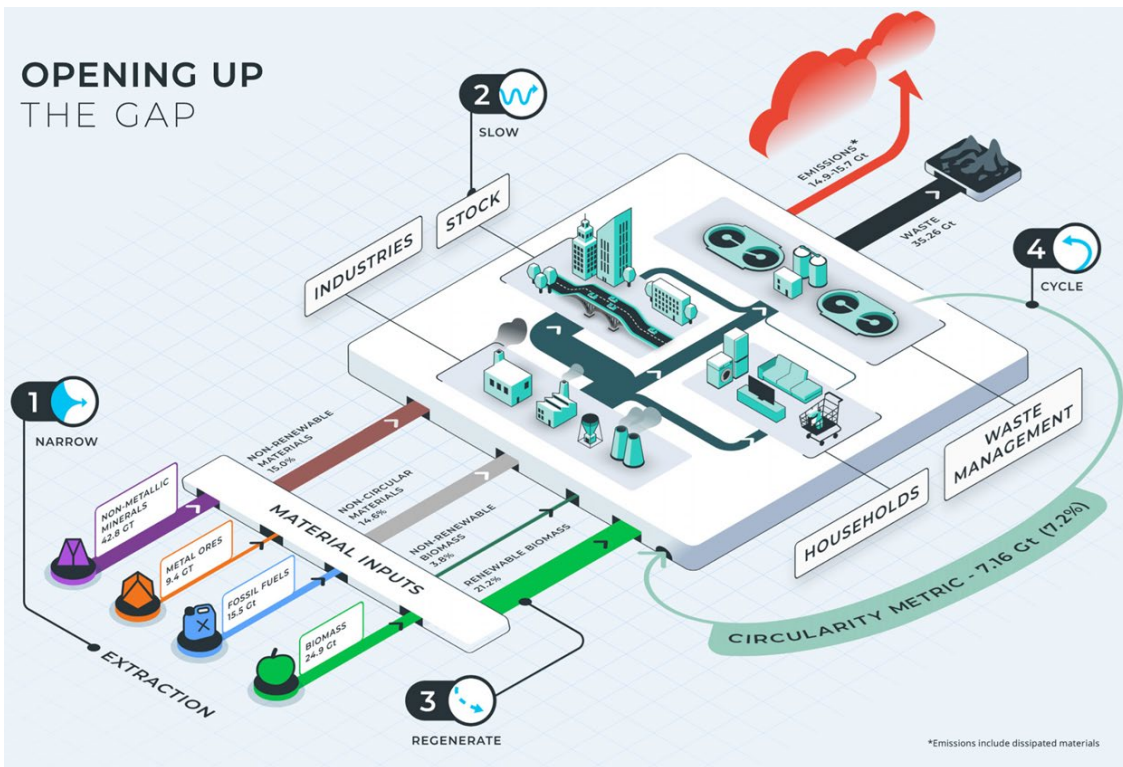 OPENING UP
THE GAP
2
SLOW
STOCK
INDUSTRIES
EMISSIONS*
14.9-15.7 Gt
WASTE
35.26 Gt
4
CYCLE
1
NARROW
NON-RENEWABLE
MATERIALS
15.0%
NON-CIRCULAR
MATERIALS
14.6%
NON-RENEWABLE
BIOMASS
3.8%
RENEWABLE BIOMASS
21.2%
MATERIAL INPUTS
NON-METALLIC
MINERALS
42.8 GT
METAL ORES
9.4 GT
FOSSIL FUELS
15.5 Gt
BIOMASS
24.9 Gt
EXTRACTION
3
REGENERATE
WASTE
MANAGEMENT
HOUSEHOLDS
CIRCULARITY METRIC - 7.16 Gt (7.2%)
*Emissions include dissipated materials